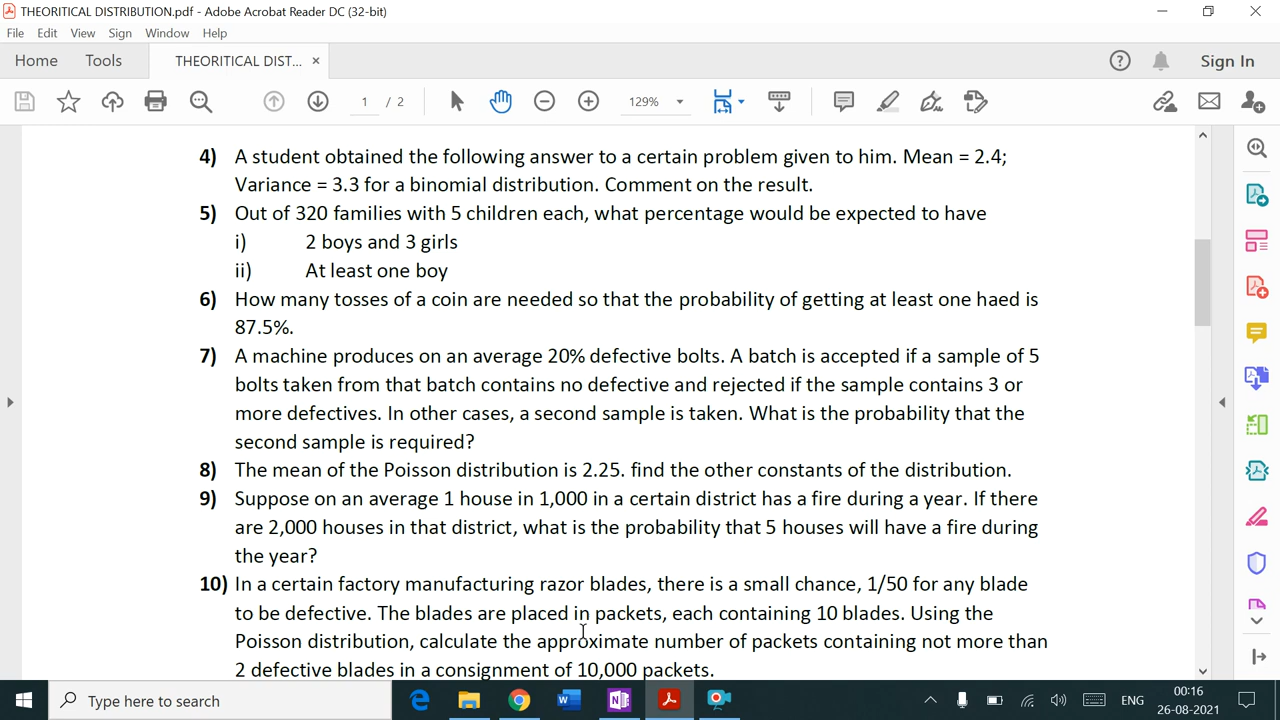 THEORITICAL DISTRIBUTION.pdf - Adobe Acrobat Reader DC (32-bit)
File Edit View Sign Window Help
Home Tools THEORITICAL DIST... × Sign In
1 / 2 129%
4) A student obtained the following answer to a certain problem given to him. Mean = 2.4;
Variance = 3.3 for a binomial distribution. Comment on the result.
5) Out of 320 families with 5 children each, what percentage would be expected to have
i) 2 boys and 3 girls
ii) At least one boy
6) How many tosses of a coin are needed so that the probability of getting at least one haed is
87.5%.
7) A machine produces on an average 20% defective bolts. A batch is accepted if a sample of 5
bolts taken from that batch contains no defective and rejected if the sample contains 3 or
more defectives. In other cases, a second sample is taken. What is the probability that the
second sample is required?
8) The mean of the Poisson distribution is 2.25. find the other constants of the distribution.
9) Suppose on an average 1 house in 1,000 in a certain district has a fire during a year. If there
are 2,000 houses in that district, what is the probability that 5 houses will have a fire during
the year?
10) In a certain factory manufacturing razor blades, there is a small chance, 1/50 for any blade
to be defective. The blades are placed in packets, each containing 10 blades. Using the
Poisson distribution, calculate the approximate number of packets containing not more than
2 defective blades in a consignment of 10,000 packets.
Type here to search
ENG
00:16
26-08-2021